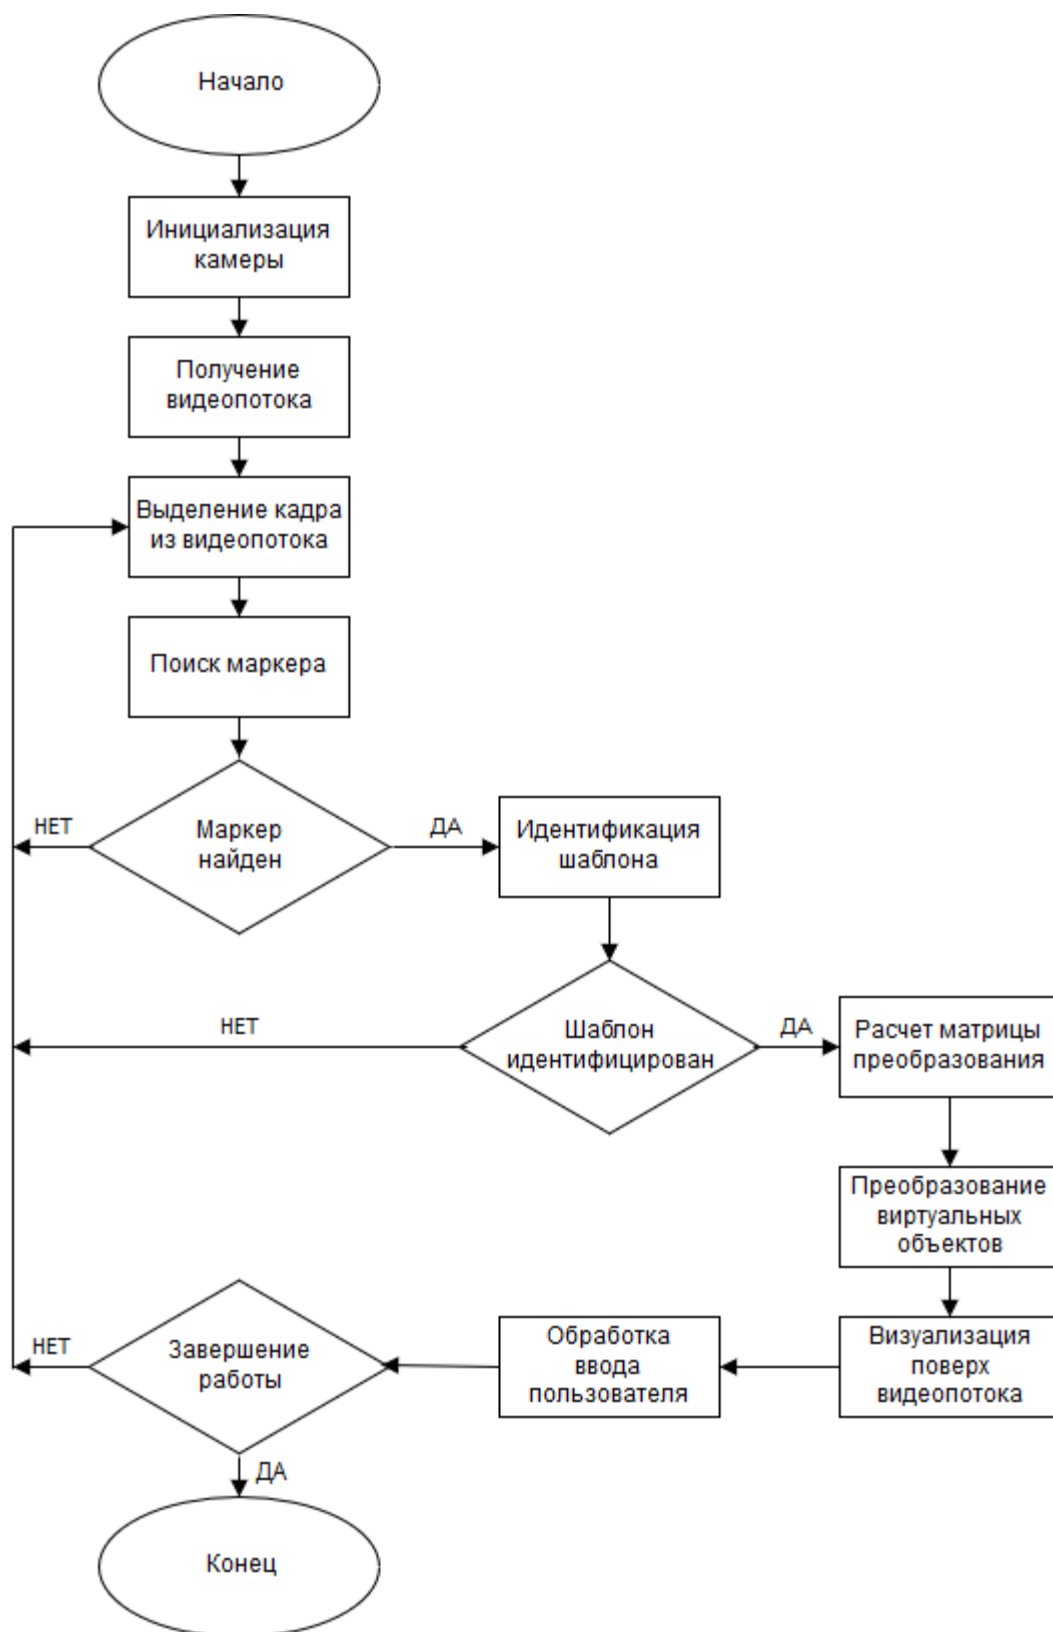 Начало
Инициализация
камеры
Получение
видеопотока
Выделение кадра
из видеопотока
Поиск маркера
НЕТ
Маркер
найден
ДА
Идентификация
шаблона
НЕТ
Шаблон
идентифицирован
ДА
Расчет матрицы
преобразования
Преобразование
виртуальных
объектов
Визуализация
поверх
видеопотока
Обработка
ввода
пользователя
Завершение
работы
НЕТ
ДА
Конец